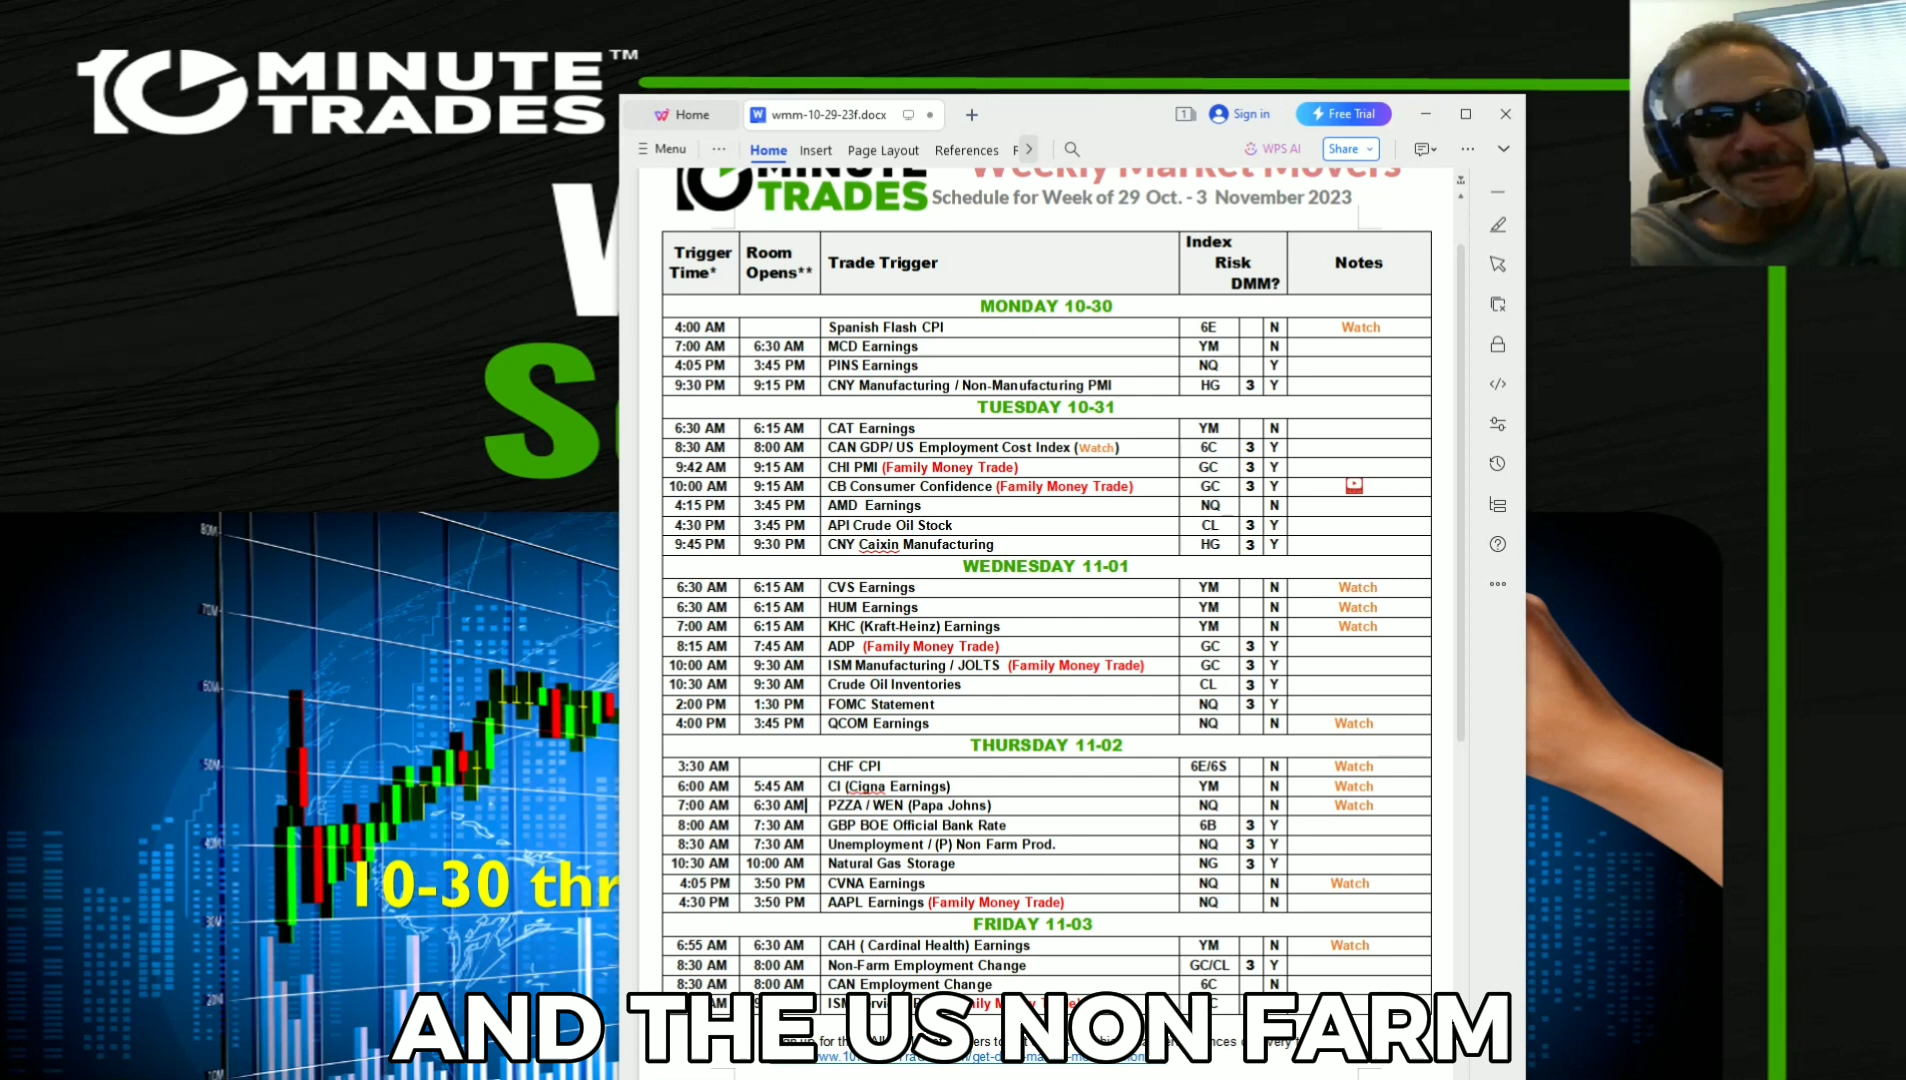 10 MINUTE TRADES™
Home wmm-10-29-23f.docx Sign in Free Trial
Menu Home Insert Page Layout References WPS AI Share
MINUTE TRADES Weekly Market Movers
Schedule for Week of 29 Oct. - 3 November 2023
Trigger Time* Room Opens** Trade Trigger Index Risk DMM? Notes
MONDAY 10-30
4:00 AM Spanish Flash CPI 6E N Watch
7:00 AM 6:30 AM MCD Earnings YM N
4:05 PM 3:45 PM PINS Earnings NQ Y
9:30 PM 9:15 PM CNY Manufacturing / Non-Manufacturing PMI HG 3 Y
TUESDAY 10-31
6:30 AM 6:15 AM CAT Earnings YM N
8:30 AM 8:00 AM CAN GDP/ US Employment Cost Index (Watch) 6C 3 Y
9:42 AM 9:15 AM CHI PMI (Family Money Trade) GC 3 Y
10:00 AM 9:15 AM CB Consumer Confidence (Family Money Trade) GC 3 Y
4:15 PM 3:45 PM AMD Earnings NQ N
4:30 PM 3:45 PM API Crude Oil Stock CL 3 Y
9:45 PM 9:30 PM CNY Caixin Manufacturing HG 3 Y
WEDNESDAY 11-01
6:30 AM 6:15 AM CVS Earnings YM N Watch
6:30 AM 6:15 AM HUM Earnings YM N Watch
7:00 AM 6:15 AM KHC (Kraft-Heinz) Earnings YM N Watch
8:15 AM 7:45 AM ADP (Family Money Trade) GC 3 Y
10:00 AM 9:30 AM ISM Manufacturing / JOLTS (Family Money Trade) GC 3 Y
10:30 AM 9:30 AM Crude Oil Inventories CL 3 Y
2:00 PM 1:30 PM FOMC Statement NQ 3 Y
4:00 PM 3:45 PM QCOM Earnings NQ N Watch
THURSDAY 11-02
3:30 AM CHF CPI 6E/6S N Watch
6:00 AM 5:45 AM CI (Cigna Earnings) YM N Watch
7:00 AM 6:30 AM PZZA / WEN (Papa Johns) NQ N Watch
8:00 AM 7:30 AM GBP BOE Official Bank Rate 6B 3 Y
8:30 AM 7:30 AM Unemployment / (P) Non Farm Prod. NQ 3 Y
10:30 AM 10:00 AM Natural Gas Storage NG 3 Y
4:05 PM 3:50 PM CVNA Earnings NQ N Watch
4:30 PM 3:50 PM AAPL Earnings (Family Money Trade) NQ N
FRIDAY 11-03
6:55 AM 6:30 AM CAH ( Cardinal Health) Earnings YM N Watch
8:30 AM 8:00 AM Non-Farm Employment Change GC/CL 3 Y
8:30 AM 8:00 AM CAN Employment Change 6C N
80M
70M
60M
50M
40M
30M
20M
10M
10-30 thr
AND THE US NON FARM